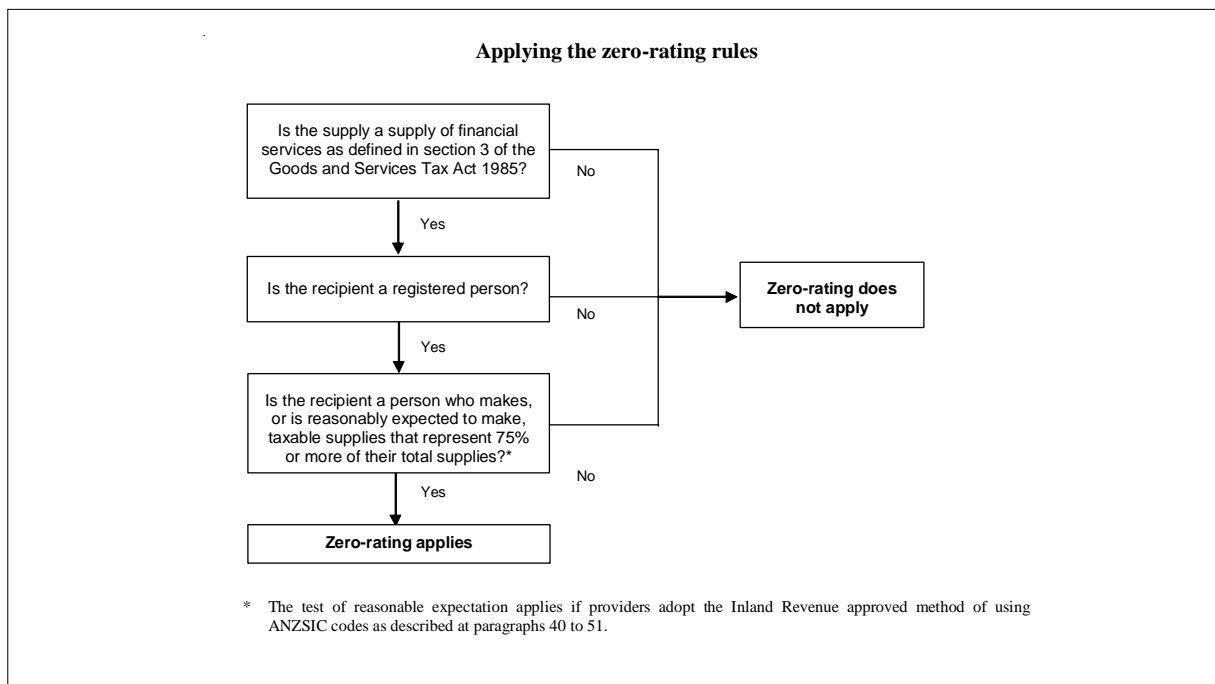 Applying the zero-rating rules
Is the supply a supply of financial
services as defined in section 3 of the
Goods and Services Tax Act 1985?
No
Yes
Is the recipient a registered person?
No
Zero-rating does
not apply
Yes
Is the recipient a person who makes,
or is reasonably expected to make,
taxable supplies that represent 75%
or more of their total supplies?*
No
Yes
Zero-rating applies
* The test of reasonable expectation applies if providers adopt the Inland Revenue approved method of using
ANZSIC codes as described at paragraphs 40 to 51.